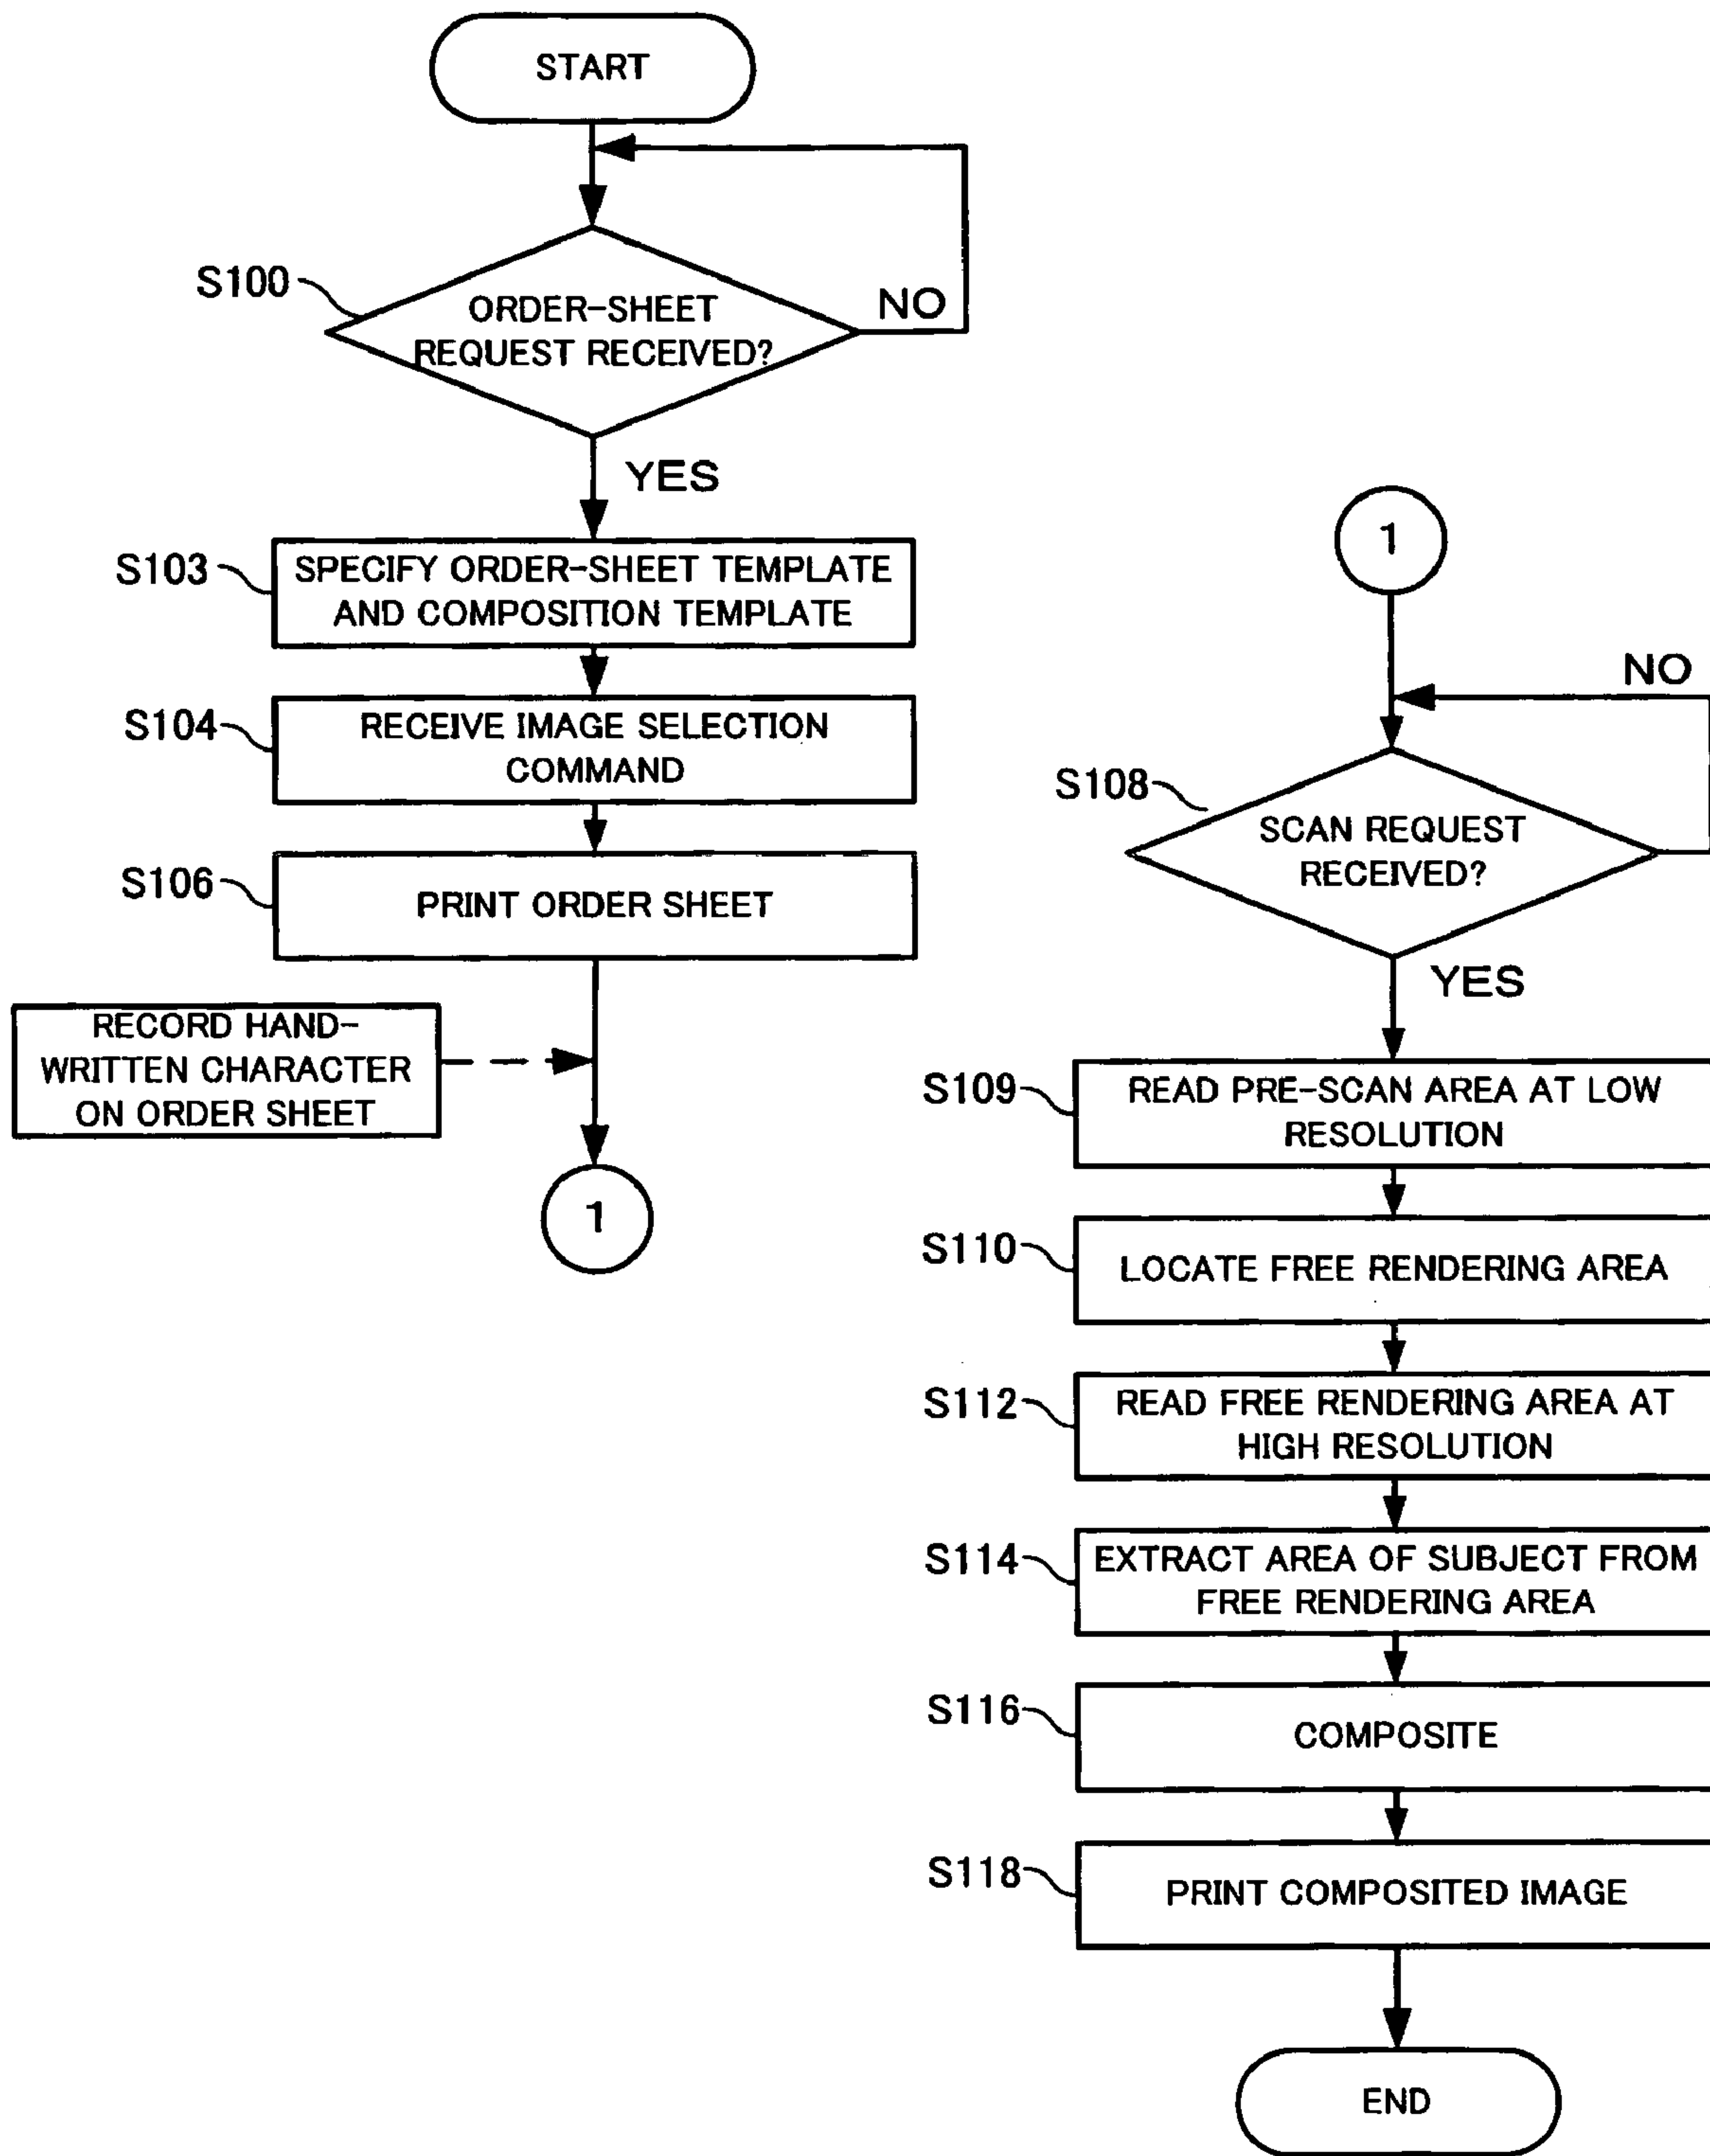 START
S100
ORDER-SHEET
REQUEST RECEIVED?
NO
YES
S103
SPECIFY ORDER-SHEET TEMPLATE
AND COMPOSITION TEMPLATE
S104
RECEIVE IMAGE SELECTION
COMMAND
S106
PRINT ORDER SHEET
RECORD HAND-
WRITTEN CHARACTER
ON ORDER SHEET
1
1
NO
S108
SCAN REQUEST
RECEIVED?
YES
S109
READ PRE-SCAN AREA AT LOW
RESOLUTION
S110
LOCATE FREE RENDERING AREA
S112
READ FREE RENDERING AREA AT
HIGH RESOLUTION
S114
EXTRACT AREA OF SUBJECT FROM
FREE RENDERING AREA
S116
COMPOSITE
S118
PRINT COMPOSITED IMAGE
END